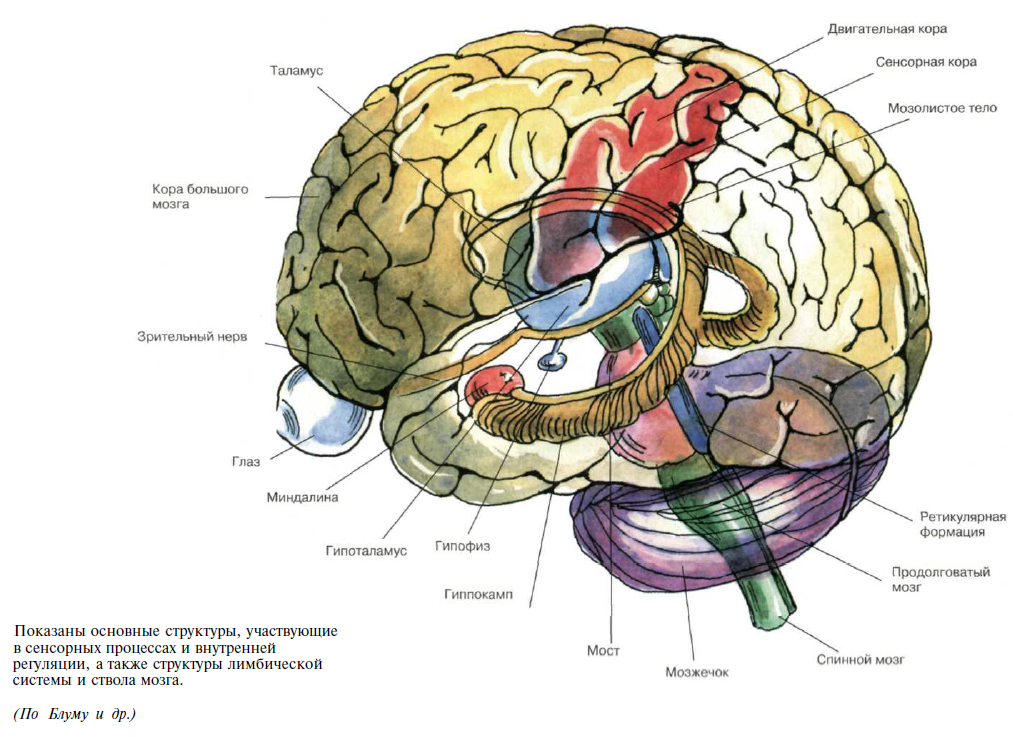 Двигательная кора
Сенсорная кора
Таламус
Мозолистое тело
Кора большого
мозга
Зрительный нерв
Глаз
Миндалина
Гипоталамус
Гипофиз
Гиппокамп
Ретикулярная
формация
Продолговатый
мозг
Мост
Мозжечок
Спинной мозг
Показаны основные структуры, участвующие
в сенсорных процессах и внутренней
регуляции, а также структуры лимбической
системы и ствола мозга.
(По Блуму и др.)